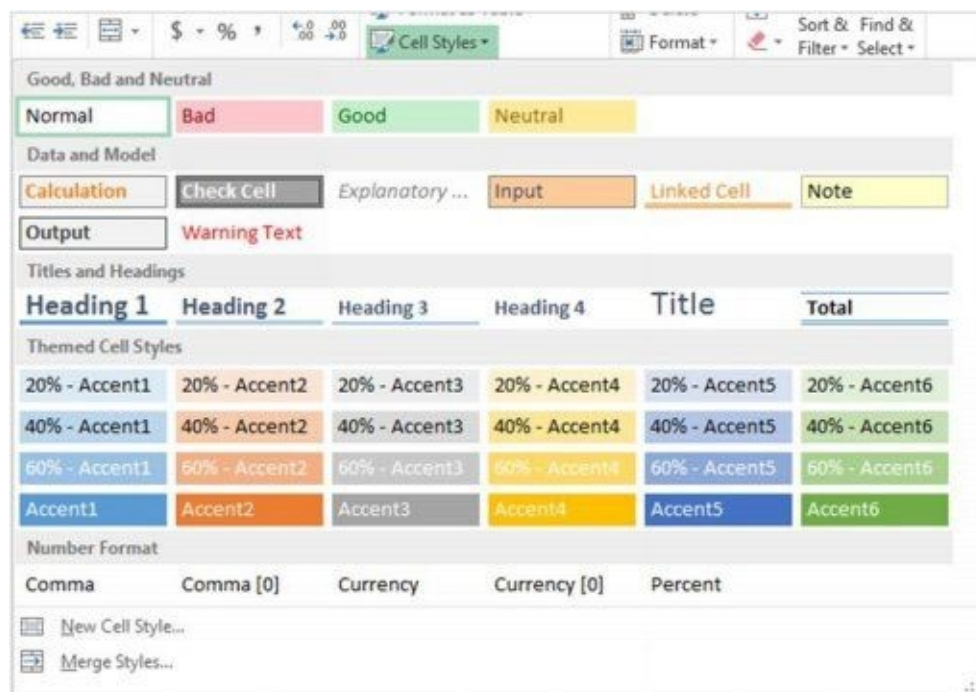 $ % , .00 .00
Sort & Find &
Cell Styles Format Filter Select
Good, Bad and Neutral
Normal Bad Good Neutral
Data and Model
Calculation Check Cell Explanatory ... Input Linked Cell Note
Output Warning Text
Titles and Headings
Heading 1 Heading 2 Heading 3 Heading 4 Title Total
Themed Cell Styles
20% - Accent1 20% - Accent2 20% - Accent3 20% - Accent4 20% - Accent5 20% - Accent6
40% - Accent1 40% - Accent2 40% - Accent3 40% - Accent4 40% - Accent5 40% - Accent6
60% - Accent1 60% - Accent2 60% - Accent3 60% - Accent4 60% - Accent5 60% - Accent6
Accent1 Accent2 Accent3 Accent4 Accent5 Accent6
Number Format
Comma Comma [0] Currency Currency [0] Percent
New Cell Style...
Merge Styles...